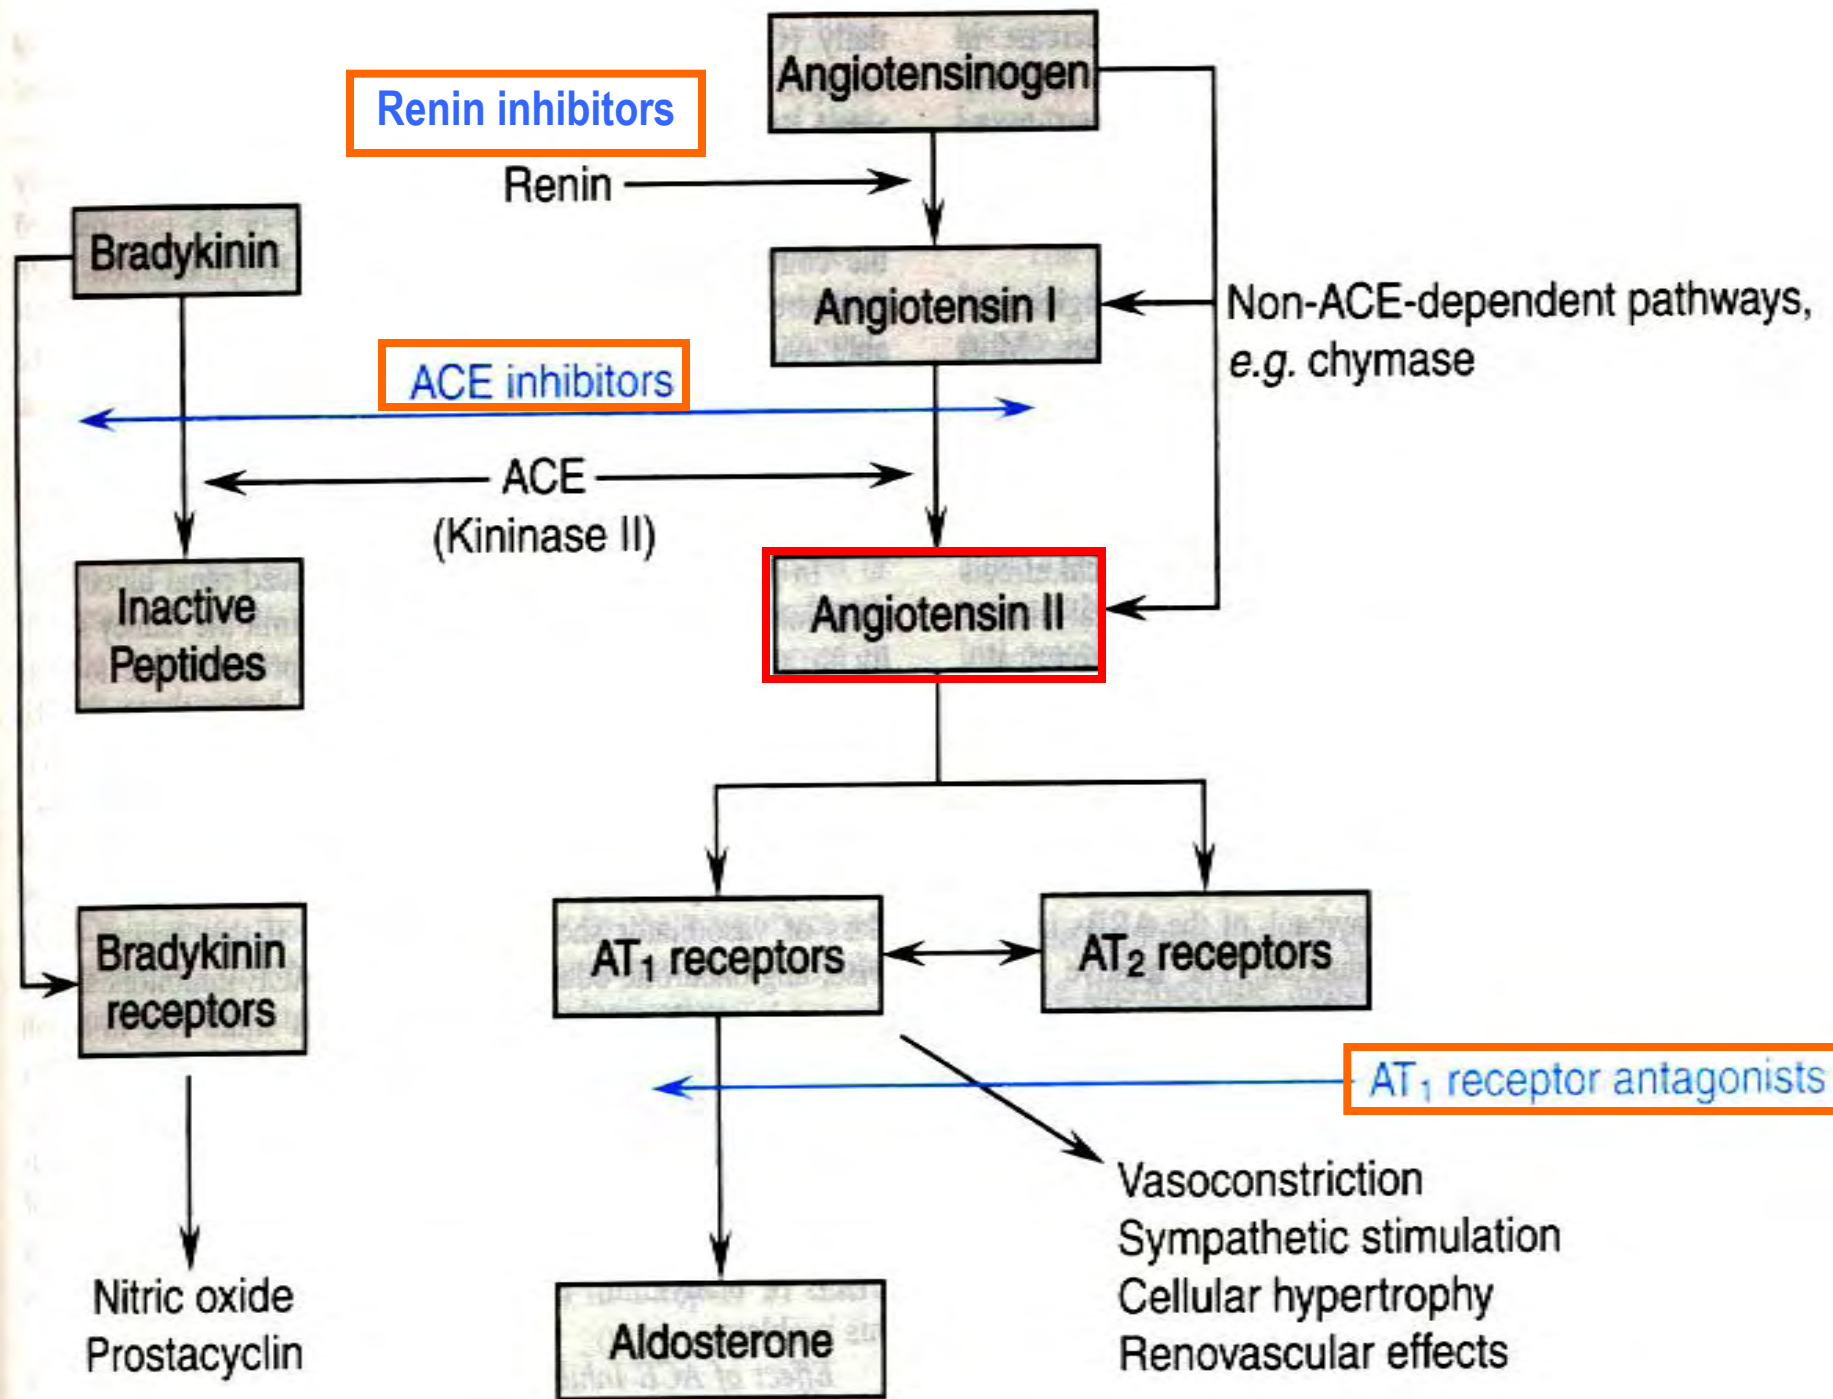 Angiotensinogen
Renin inhibitors
Renin
Bradykinin
Angiotensin I
Non-ACE-dependent pathways,
e.g. chymase
ACE inhibitors
ACE
(Kininase II)
Inactive
Peptides
Angiotensin II
Bradykinin
receptors
AT₁ receptors
AT₂ receptors
AT₁ receptor antagonists
Vasoconstriction
Sympathetic stimulation
Cellular hypertrophy
Renovascular effects
Nitric oxide
Prostacyclin
Aldosterone